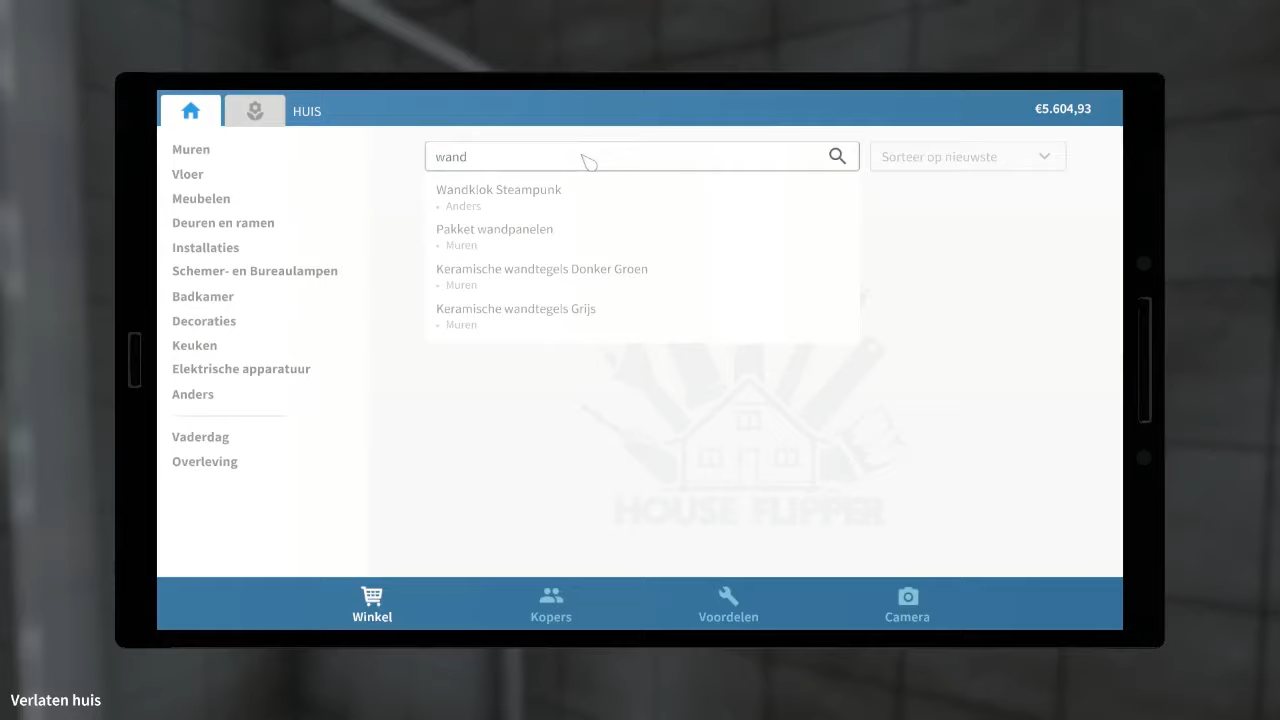 HUIS
€5.604,93
Muren
Vloer
Meubelen
Deuren en ramen
Installaties
Schemer- en Bureaulampen
Badkamer
Decoraties
Keuken
Elektrische apparatuur
Anders
Vaderdag
Overleving
wand
Sorteer op nieuwste
Wandklok Steampunk
• Anders
Pakket wandpanelen
• Muren
Keramische wandtegels Donker Groen
• Muren
Keramische wandtegels Grijs
• Muren
HOUSE FLIPPER
Winkel
Kopers
Voordelen
Camera
Verlaten huis